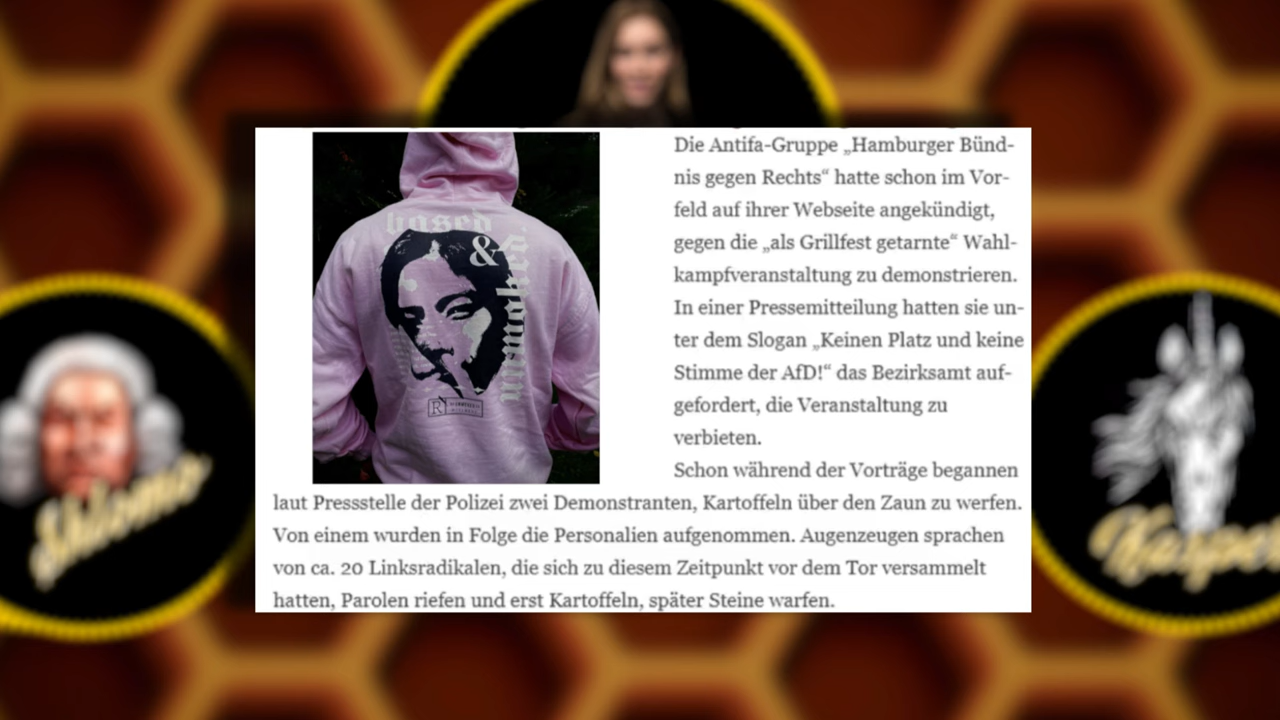 based
&
Die Antifa-Gruppe „Hamburger Bünd-
nis gegen Rechts“ hatte schon im Vor-
feld auf ihrer Webseite angekündigt,
gegen die „als Grillfest getarnte“ Wahl-
kampfveranstaltung zu demonstrieren.
In einer Pressemitteilung hatten sie un-
ter dem Slogan „Keinen Platz und keine
Stimme der AfD!“ das Bezirksamt auf-
gefordert, die Veranstaltung zu
verbieten.
Schon während der Vorträge begannen
laut Pressstelle der Polizei zwei Demonstranten, Kartoffeln über den Zaun zu werfen.
Von einem wurden in Folge die Personalien aufgenommen. Augenzeugen sprachen
von ca. 20 Linksradikalen, die sich zu diesem Zeitpunkt vor dem Tor versammelt
hatten, Parolen riefen und erst Kartoffeln, später Steine warfen.
Shlomo